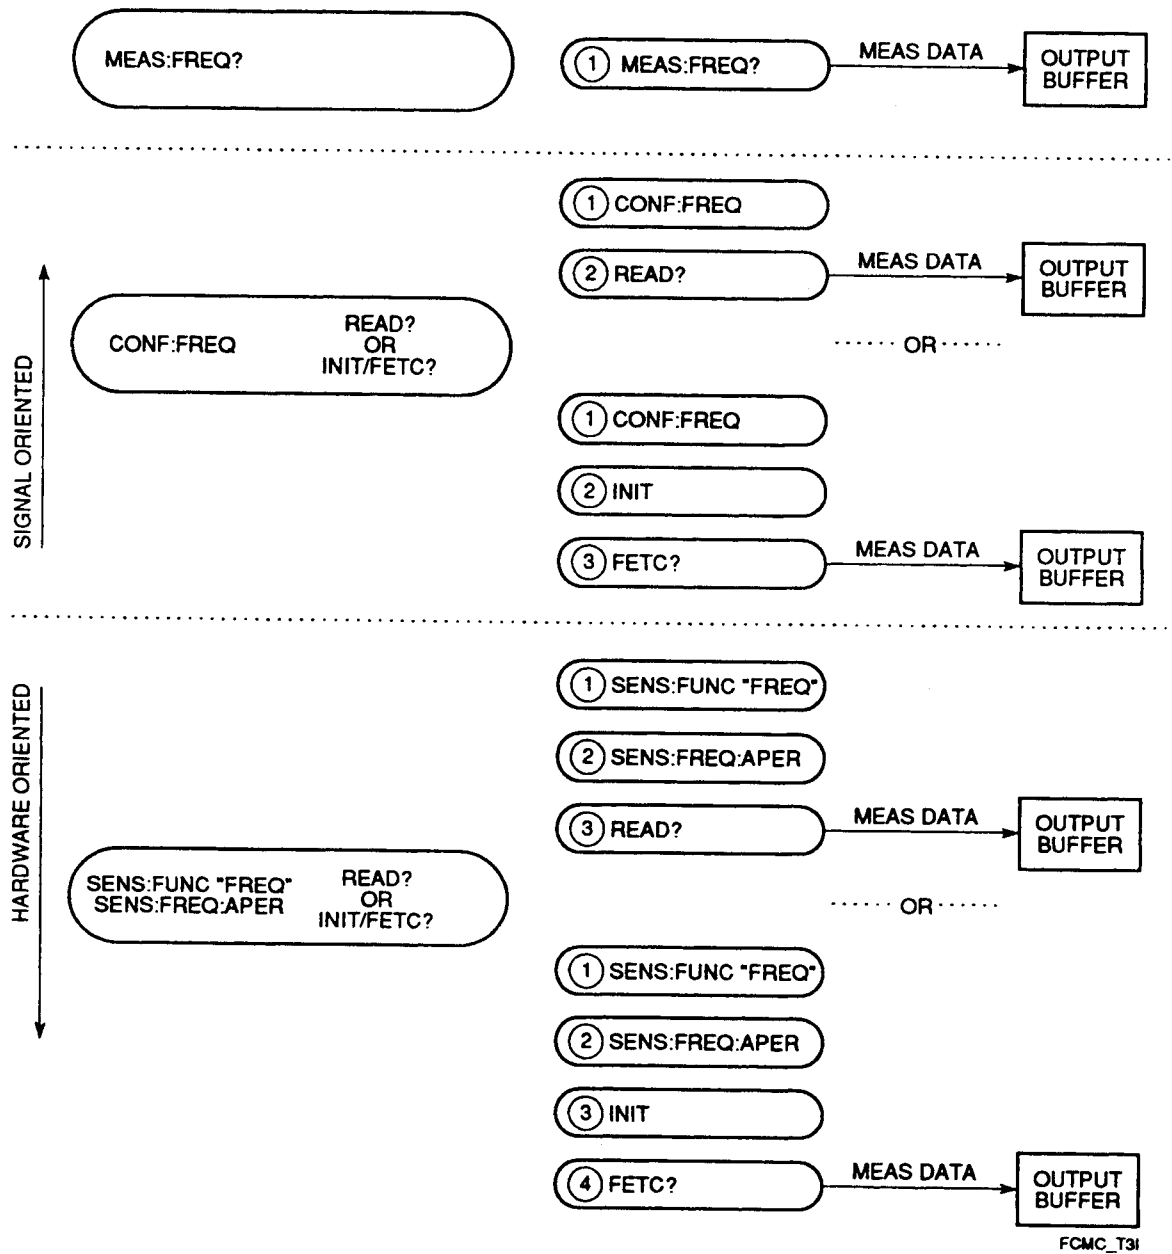 MEAS:FREQ?
1 MEAS:FREQ?
MEAS DATA
OUTPUT
BUFFER
SIGNAL ORIENTED
CONF:FREQ
READ?
OR
INIT/FETC?
1 CONF:FREQ
2 READ?
MEAS DATA
OUTPUT
BUFFER
OR
1 CONF:FREQ
2 INIT
3 FETC?
MEAS DATA
OUTPUT
BUFFER
HARDWARE ORIENTED
SENS:FUNC "FREQ"
SENS:FREQ:APER
READ?
OR
INIT/FETC?
1 SENS:FUNC "FREQ"
2 SENS:FREQ:APER
3 READ?
MEAS DATA
OUTPUT
BUFFER
OR
1 SENS:FUNC "FREQ"
2 SENS:FREQ:APER
3 INIT
4 FETC?
MEAS DATA
OUTPUT
BUFFER
FCMC_T3I